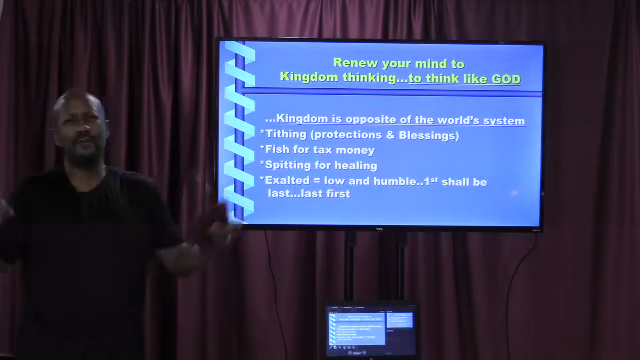 Renew your mind to
Kingdom thinking...to think like GOD
...Kingdom is opposite of the world's system
*Tithing (protections & Blessings)
*Fish for tax money
*Spitting for healing
*Exalted = low and humble..1st shall be
last...last first